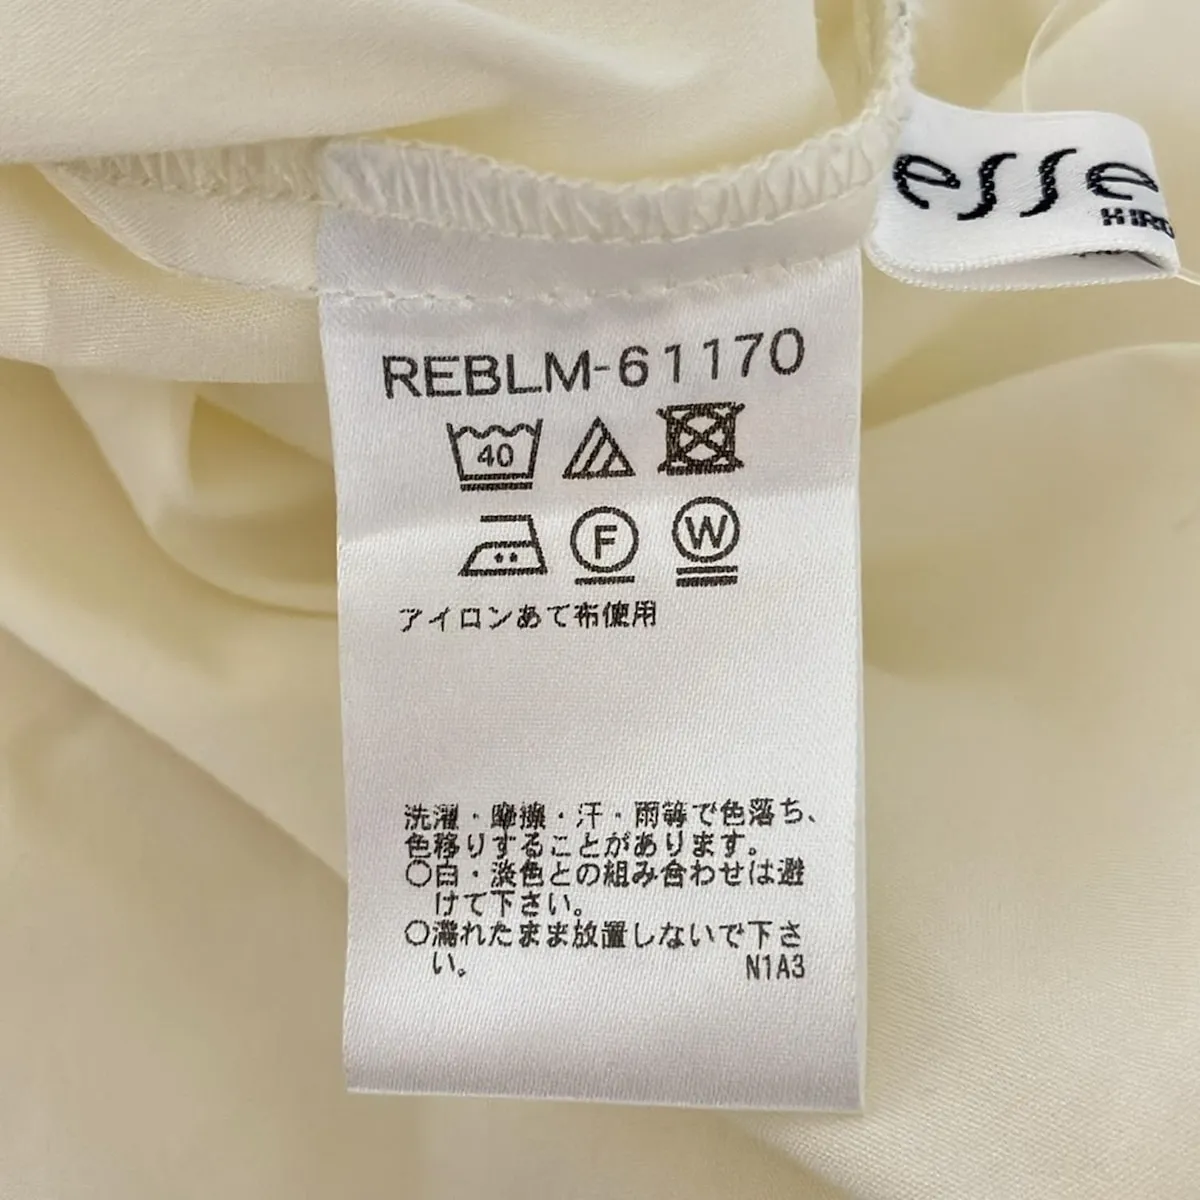 esse
HIRO
REBLM-61170
40
F
W
アイロンあて布使用
洗濯・摩擦・汗・雨等で色落ち、
色移りすることがあります。
○白・淡色との組み合わせは避
けて下さい。
○濡れたまま放置しないで下さ
い。
N1A3